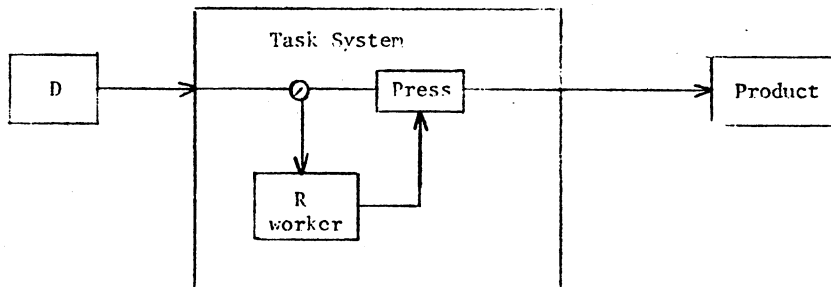 Task System
D
Press
Product
R
worker